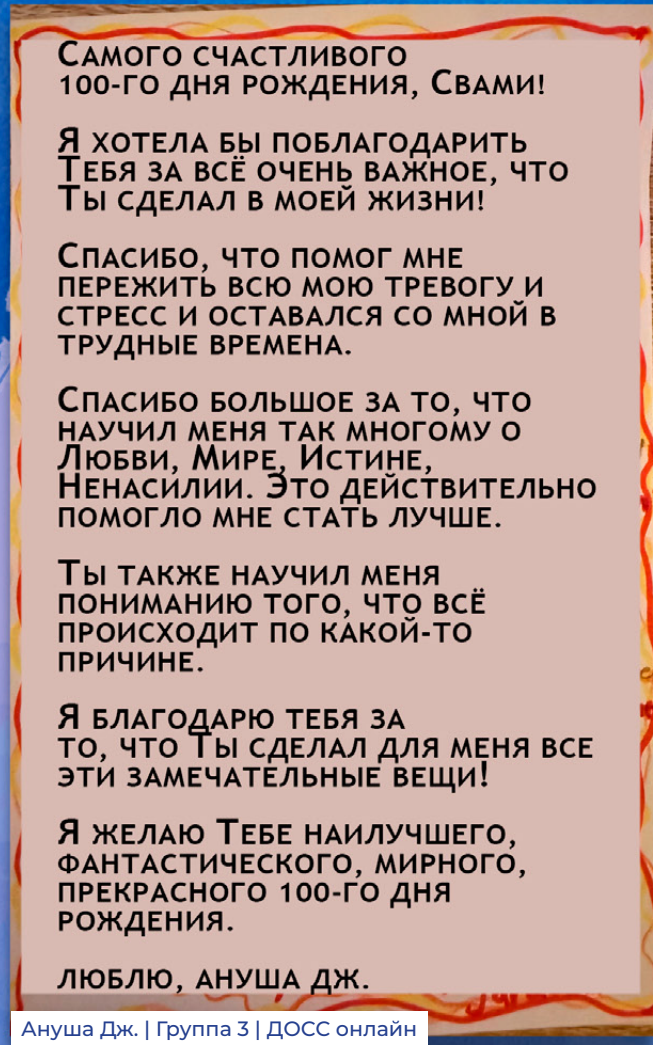 Самого счастливого
100-го дня рождения, Свами!
Я хотела бы поблагодарить
Тебя за всё очень важное, что
Ты сделал в моей жизни!
Спасибо, что помог мне
пережить всю мою тревогу и
стресс и оставался со мной в
трудные времена.
Спасибо большое за то, что
научил меня так многому о
Любви, Мире, Истине,
Ненасилии. Это действительно
помогло мне стать лучше.
Ты также научил меня
пониманию того, что всё
происходит по какой-то
причине.
Я благодарю тебя за
то, что Ты сделал для меня все
эти замечательные вещи!
Я желаю Тебе наилучшего,
фантастического, мирного,
прекрасного 100-го дня
рождения.
люблю, ануша дж.
Ануша Дж. | Группа 3 | ДОСС онлайн